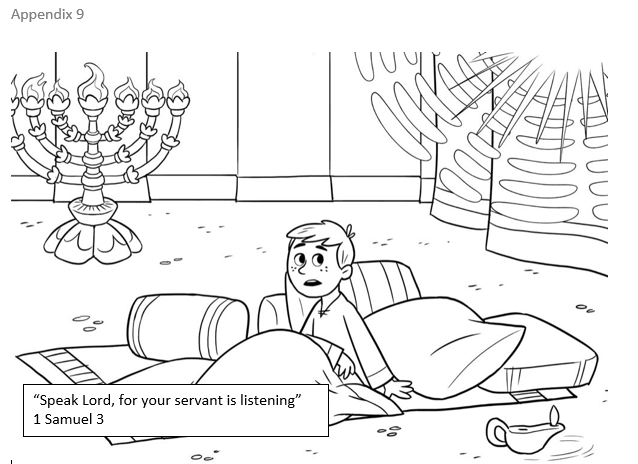 Appendix 9
“Speak Lord, for your servant is listening”
1 Samuel 3